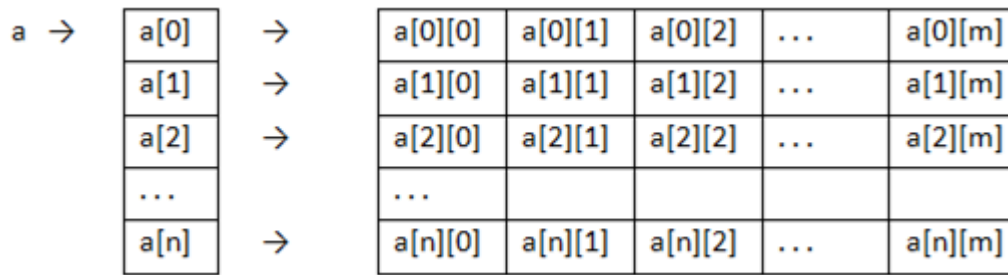 a → a[0] → a[0][0] a[0][1] a[0][2] ... a[0][m]
a[1] → a[1][0] a[1][1] a[1][2] ... a[1][m]
a[2] → a[2][0] a[2][1] a[2][2] ... a[2][m]
... ...
a[n] → a[n][0] a[n][1] a[n][2] ... a[n][m]